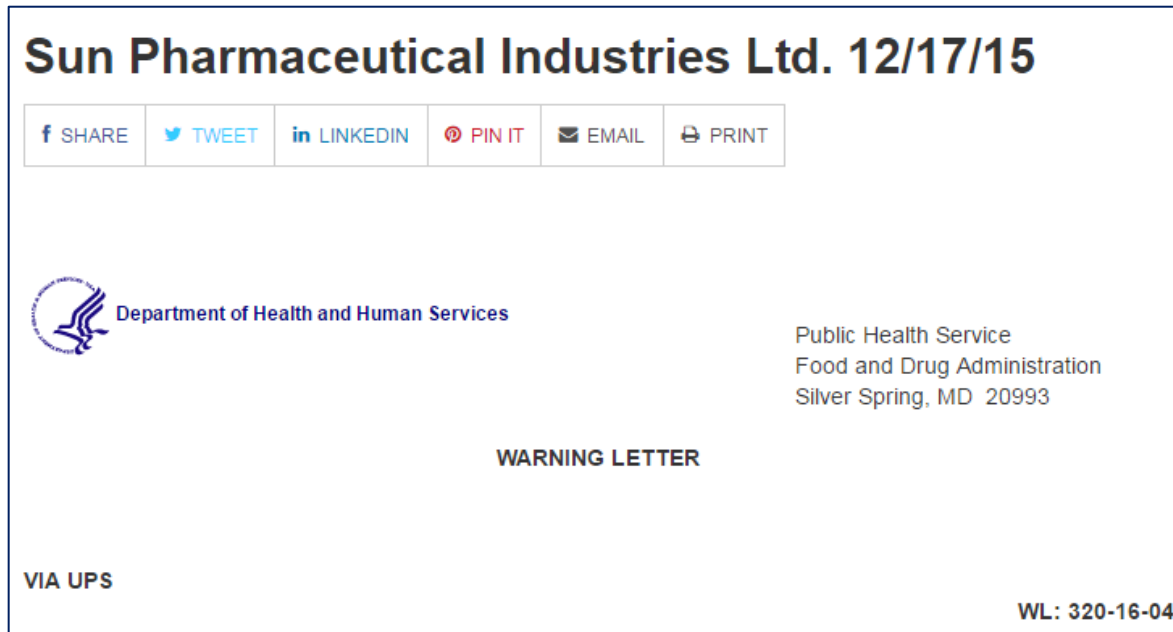 Sun Pharmaceutical Industries Ltd. 12/17/15
f SHARE TWEET in LINKEDIN PIN IT EMAIL PRINT
Department of Health and Human Services
Public Health Service
Food and Drug Administration
Silver Spring, MD 20993
WARNING LETTER
VIA UPS
WL: 320-16-04